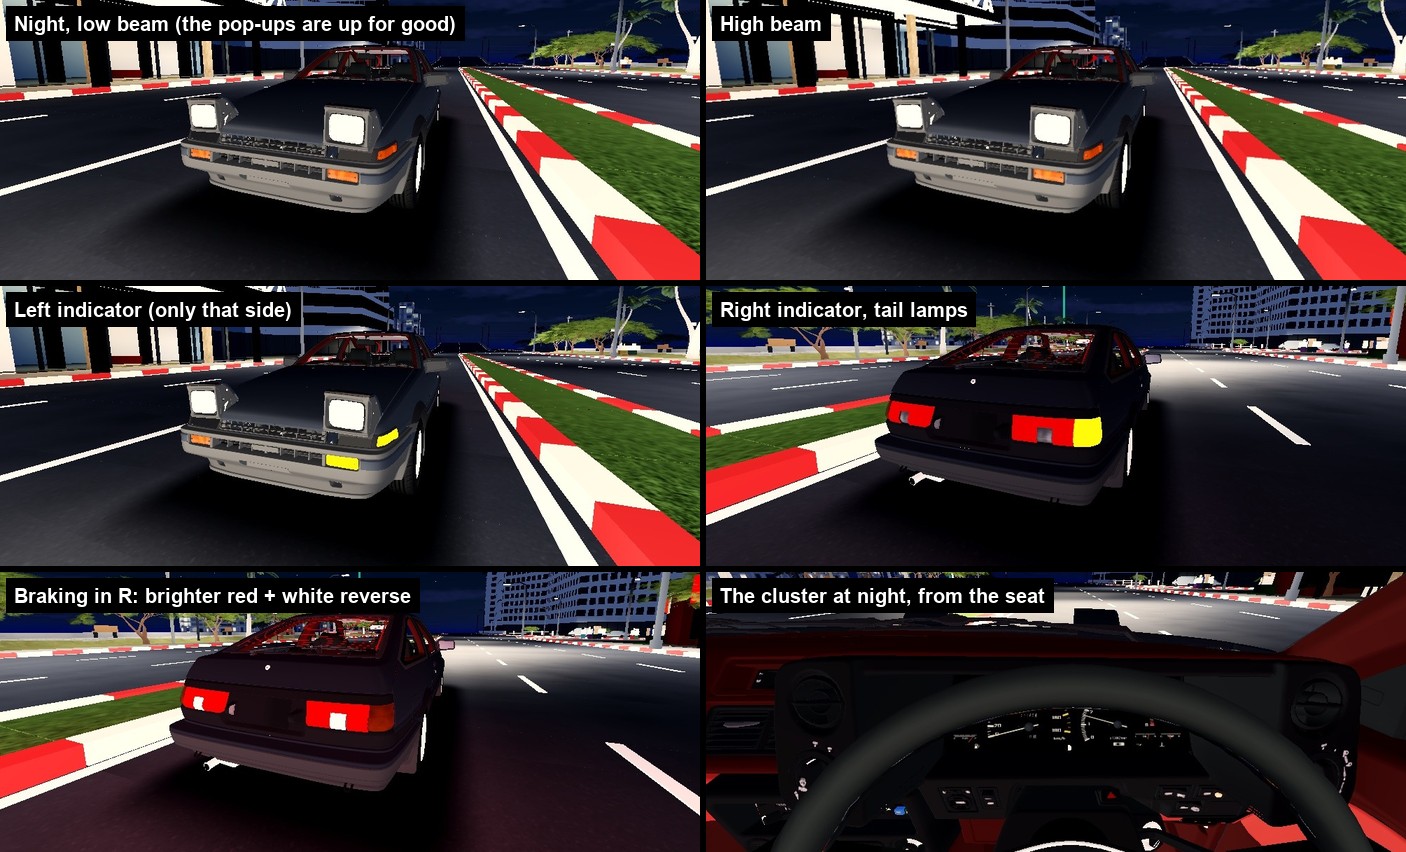 Night, low beam (the pop-ups are up for good)
High beam
Left indicator (only that side)
Right indicator, tail lamps
Braking in R: brighter red + white reverse
The cluster at night, from the seat